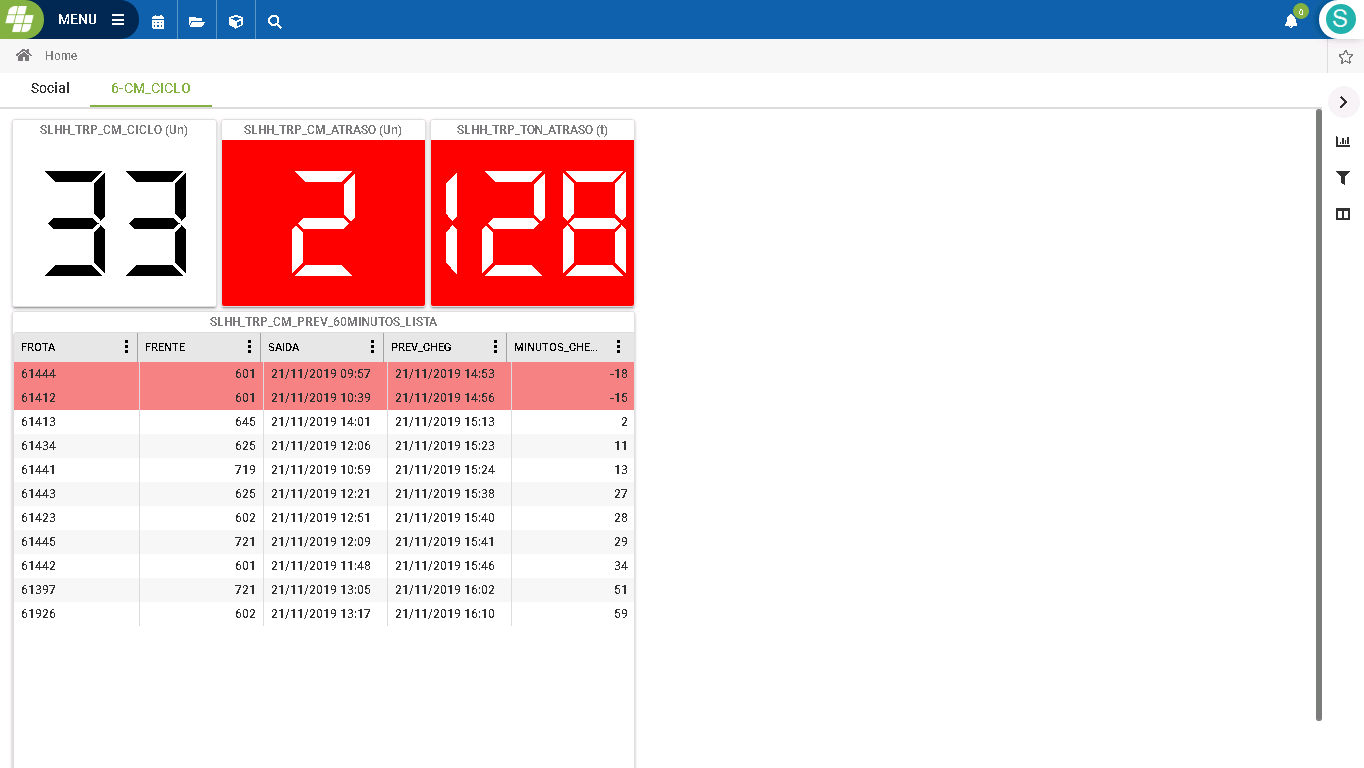 MENU
0
S
Home
Social 6-CM_CICLO
SLHH_TRP_CM_CICLO (Un) SLHH_TRP_CM_ATRASO (Un) SLHH_TRP_TON_ATRASO (t)
33 2 128
SLHH_TRP_CM_PREV_60MINUTOS_LISTA
FROTA FRENTE SAIDA PREV_CHEG MINUTOS_CHE...
61444 601 21/11/2019 09:57 21/11/2019 14:53 -18
61412 601 21/11/2019 10:39 21/11/2019 14:56 -15
61413 645 21/11/2019 14:01 21/11/2019 15:13 2
61434 625 21/11/2019 12:06 21/11/2019 15:23 11
61441 719 21/11/2019 10:59 21/11/2019 15:24 13
61443 625 21/11/2019 12:21 21/11/2019 15:38 27
61423 602 21/11/2019 12:51 21/11/2019 15:40 28
61445 721 21/11/2019 12:09 21/11/2019 15:41 29
61442 601 21/11/2019 11:48 21/11/2019 15:46 34
61397 721 21/11/2019 13:05 21/11/2019 16:02 51
61926 602 21/11/2019 13:17 21/11/2019 16:10 59